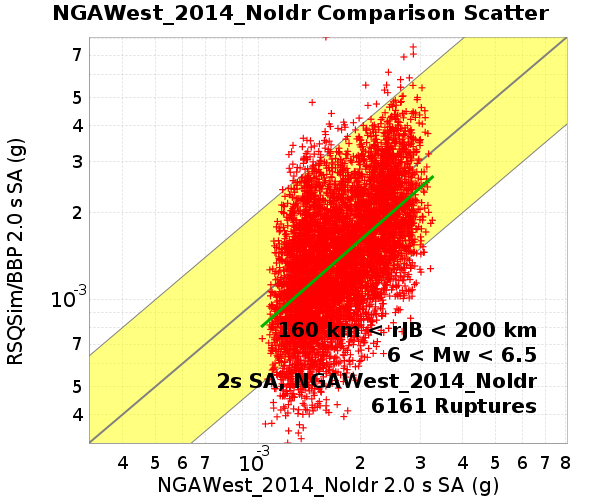 NGAWest_2014_NoIdr Comparison Scatter
7
5
4
3
2
10-3
7
5
4
RSQSim/BBP 2.0 s SA (g)
160 km < rJB < 200 km
6 < Mw < 6.5
2s SA, NGAWest_2014_NoIdr
6161 Ruptures
4 5 6 7 10-3 2 3 4 5 6 7 8
NGAWest_2014_NoIdr 2.0 s SA (g)